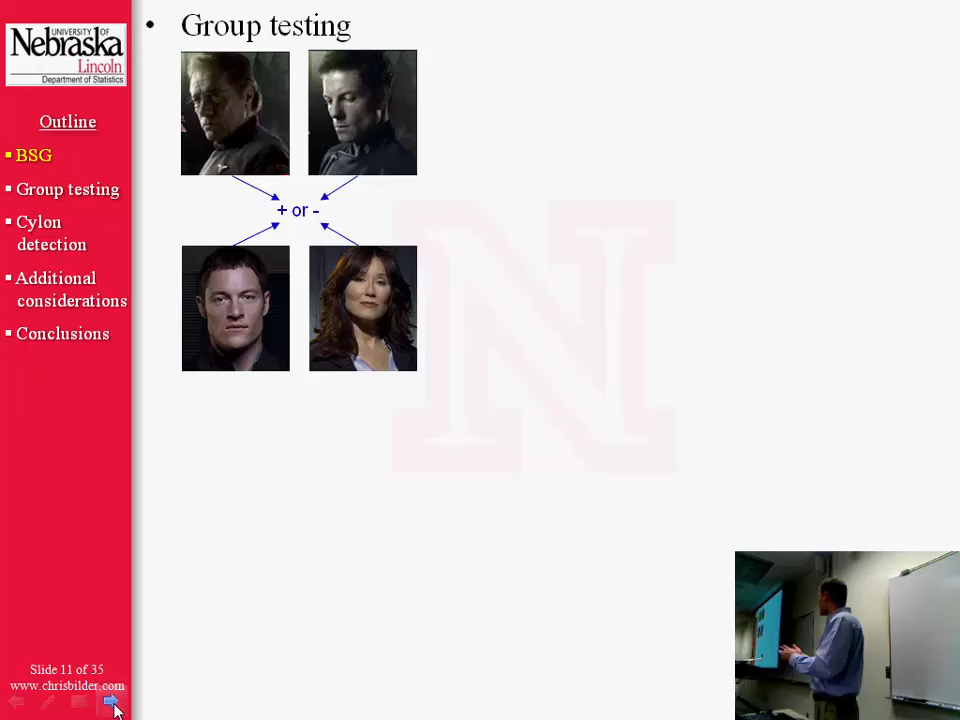 UNIVERSITY OF
Nebraska
Lincoln
Department of Statistics
Outline
▪ BSG
▪ Group testing
▪ Cylon
detection
▪ Additional
considerations
▪ Conclusions
Slide 11 of 35
www.chrisbilder.com
• Group testing
+ or -
N